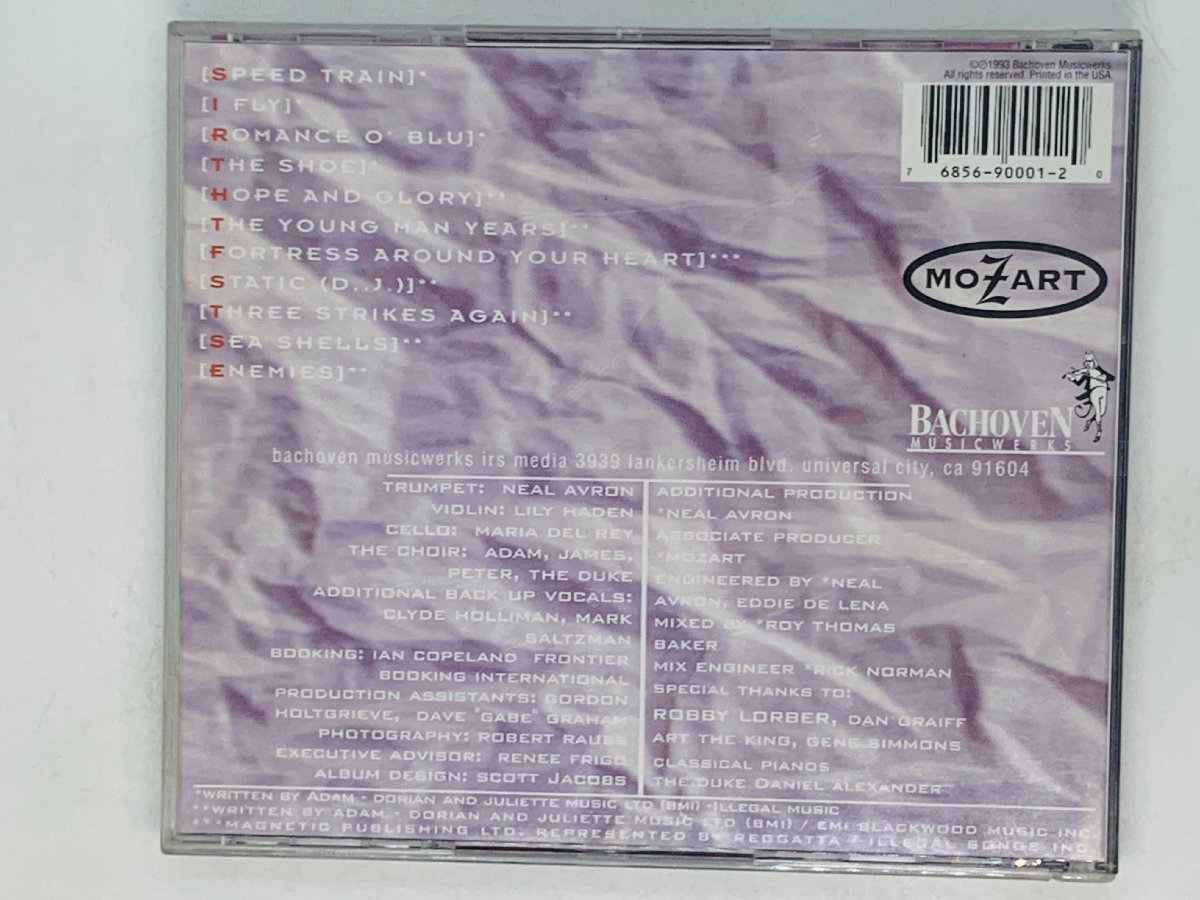 [SPEED TRAIN]*
[I FLY]*
[ROMANCE O' BLU]*
[THE SHOE]*
[HOPE AND GLORY]**
[THE YOUNG MAN YEARS]**
[FORTRESS AROUND YOUR HEART]***
[STATIC (D..J.)]**
[THREE STRIKES AGAIN]**
[SEA SHELLS]**
[ENEMIES]**
©℗1993 Bachoven Musicwerks.
All rights reserved. Printed in the USA.
7 6856-90001-2 0
MOZART
BACHOVEN
MUSICWERKS
bachoven musicwerks irs media 3939 lankersheim blvd. universal city, ca 91604
TRUMPET: NEAL AVRON
VIOLIN: LILY HADEN
CELLO: MARIA DEL REY
THE CHOIR: ADAM, JAMES,
PETER, THE DUKE
ADDITIONAL BACK UP VOCALS:
CLYDE HOLLIMAN, MARK
SALTZMAN
BOOKING: IAN COPELAND FRONTIER
BOOKING INTERNATIONAL
PRODUCTION ASSISTANTS: GORDON
HOLTGRIEVE, DAVE "GABE" GRAHAM
PHOTOGRAPHY: ROBERT RAUSS
EXECUTIVE ADVISOR: RENEE FRIGO
ALBUM DESIGN: SCOTT JACOBS
ADDITIONAL PRODUCTION
*NEAL AVRON
ASSOCIATE PRODUCER
*MOZART
ENGINEERED BY *NEAL
AVRON, EDDIE DE LENA
MIXED BY *ROY THOMAS
BAKER
MIX ENGINEER *RICK NORMAN
SPECIAL THANKS TO:
ROBBY LORBER, DAN GRAIFF
ART THE KING, GENE SIMMONS
CLASSICAL PIANOS
THE DUKE DANIEL ALEXANDER
*WRITTEN BY ADAM - DORIAN AND JULIETTE MUSIC LTD (BMI) -ILLEGAL MUSIC
**WRITTEN BY ADAM - DORIAN AND JULIETTE MUSIC LTD (BMI) / EMI BLACKWOOD MUSIC INC.
***MAGNETIC PUBLISHING LTD. REPRESENTED BY REGGATTA / ILLEGAL SONGS INC.